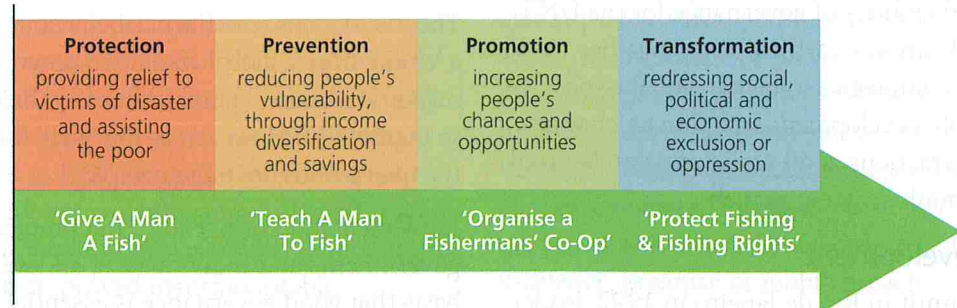 Protection
providing relief to
victims of disaster
and assisting
the poor
Prevention
reducing people's
vulnerability,
through income
diversification
and savings
Promotion
increasing
people's
chances and
opportunities
Transformation
redressing social,
political and
economic
exclusion or
oppression
'Give A Man
A Fish'
'Teach A Man
To Fish'
'Organise a
Fishermans' Co-Op'
'Protect Fishing
& Fishing Rights'